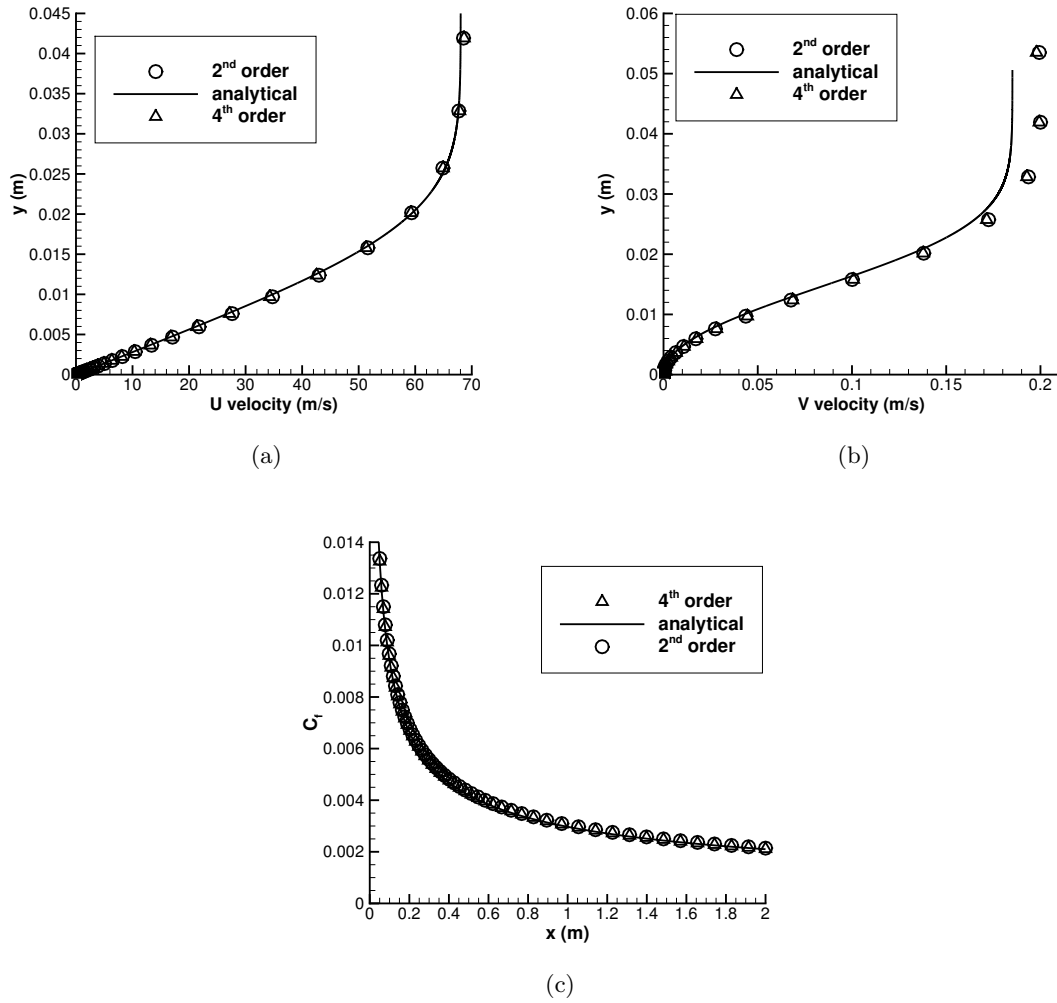 0.045
0.04
0.035
0.03
0.025
0.02
0.015
0.01
0.005
0
y (m)
2nd order
analytical
4th order
0 10 20 30 40 50 60 70
U velocity (m/s)
(a)
0.06
0.05
0.04
0.03
0.02
0.01
0
y (m)
2nd order
analytical
4th order
0.05 0.1 0.15 0.2
V velocity (m/s)
(b)
0.014
0.012
0.01
0.008
0.006
0.004
0.002
0
Cf
4th order
analytical
2nd order
0 0.2 0.4 0.6 0.8 1 1.2 1.4 1.6 1.8 2
x (m)
(c)